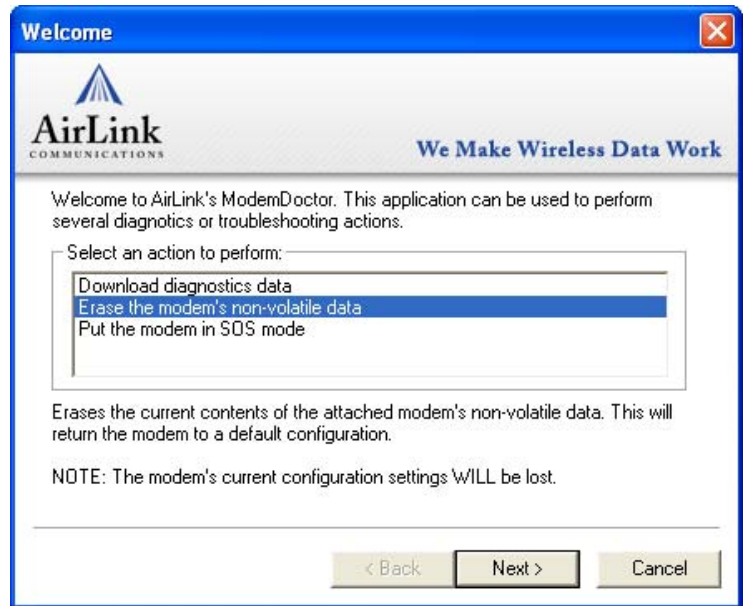 Welcome
AirLink
COMMUNICATIONS
We Make Wireless Data Work
Welcome to AirLink's ModemDoctor. This application can be used to perform
several diagnotics or troubleshooting actions.
Select an action to perform:
Download diagnostics data
Erase the modem's non-volatile data
Put the modem in SOS mode
Erases the current contents of the attached modem's non-volatile data. This will
return the modem to a default configuration.
NOTE: The modem's current configuration settings WILL be lost.
< Back
Next >
Cancel